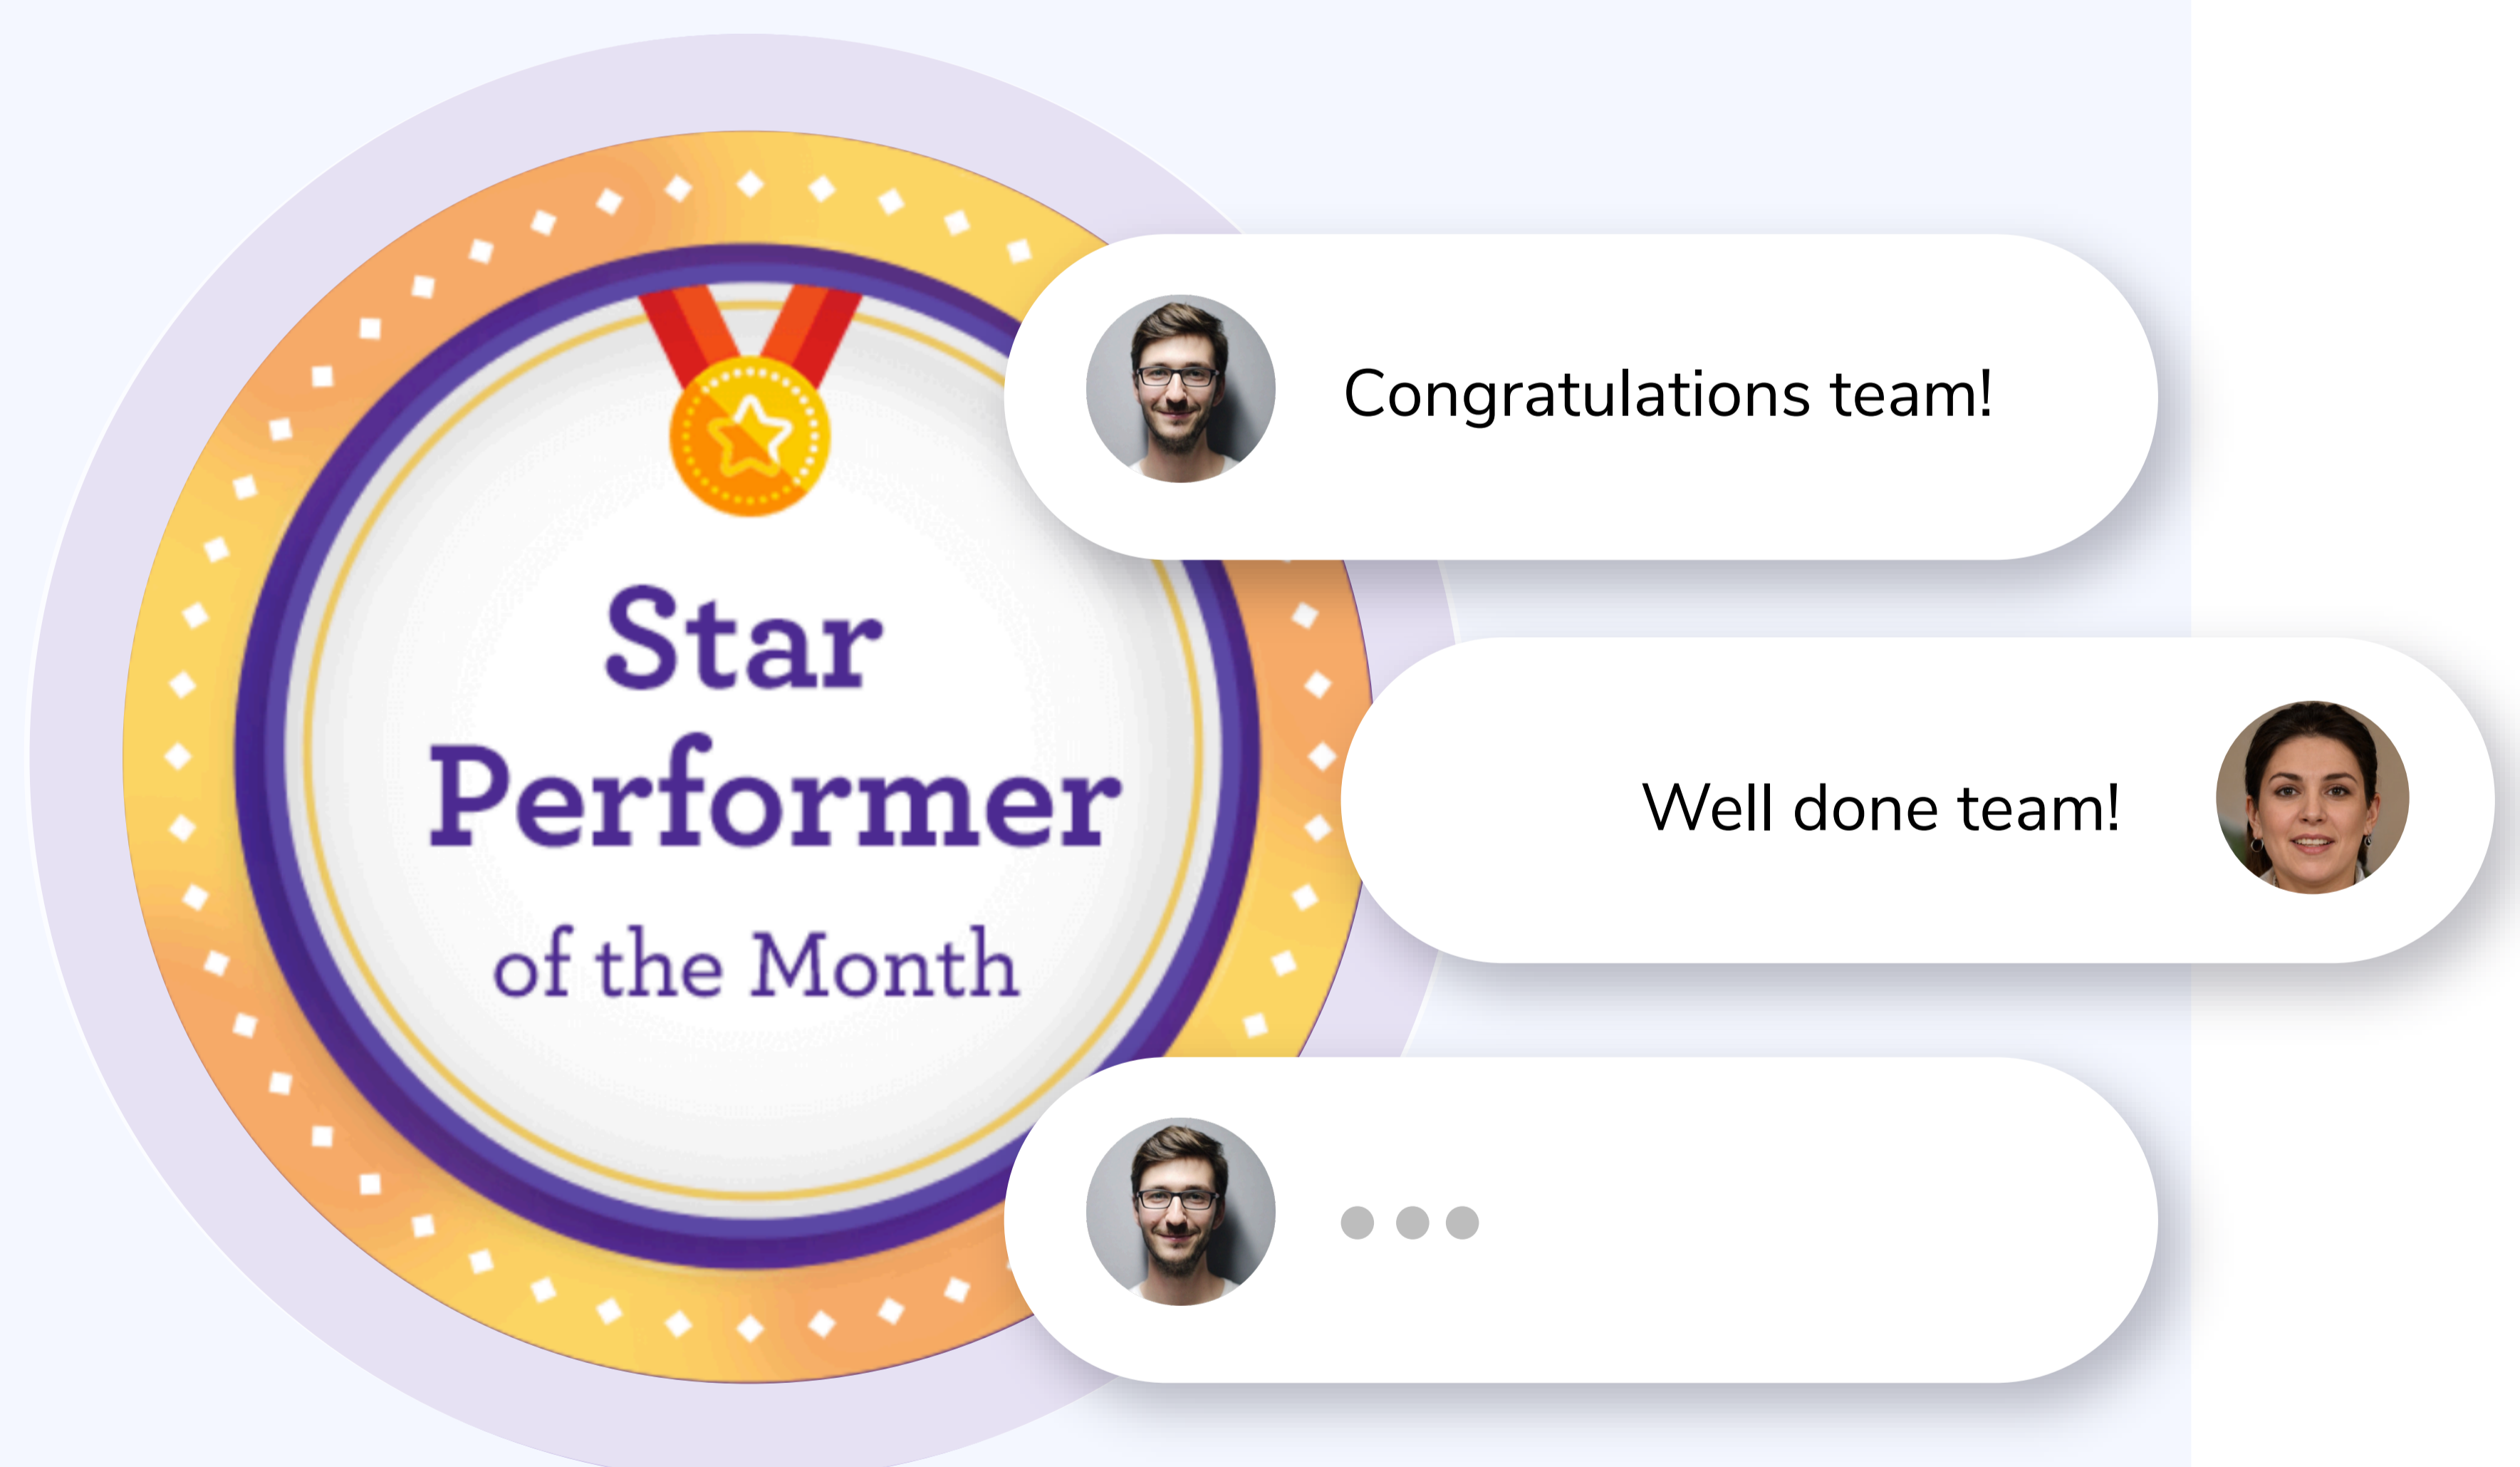 Star
Performer
of the Month
Congratulations team!
Well done team!